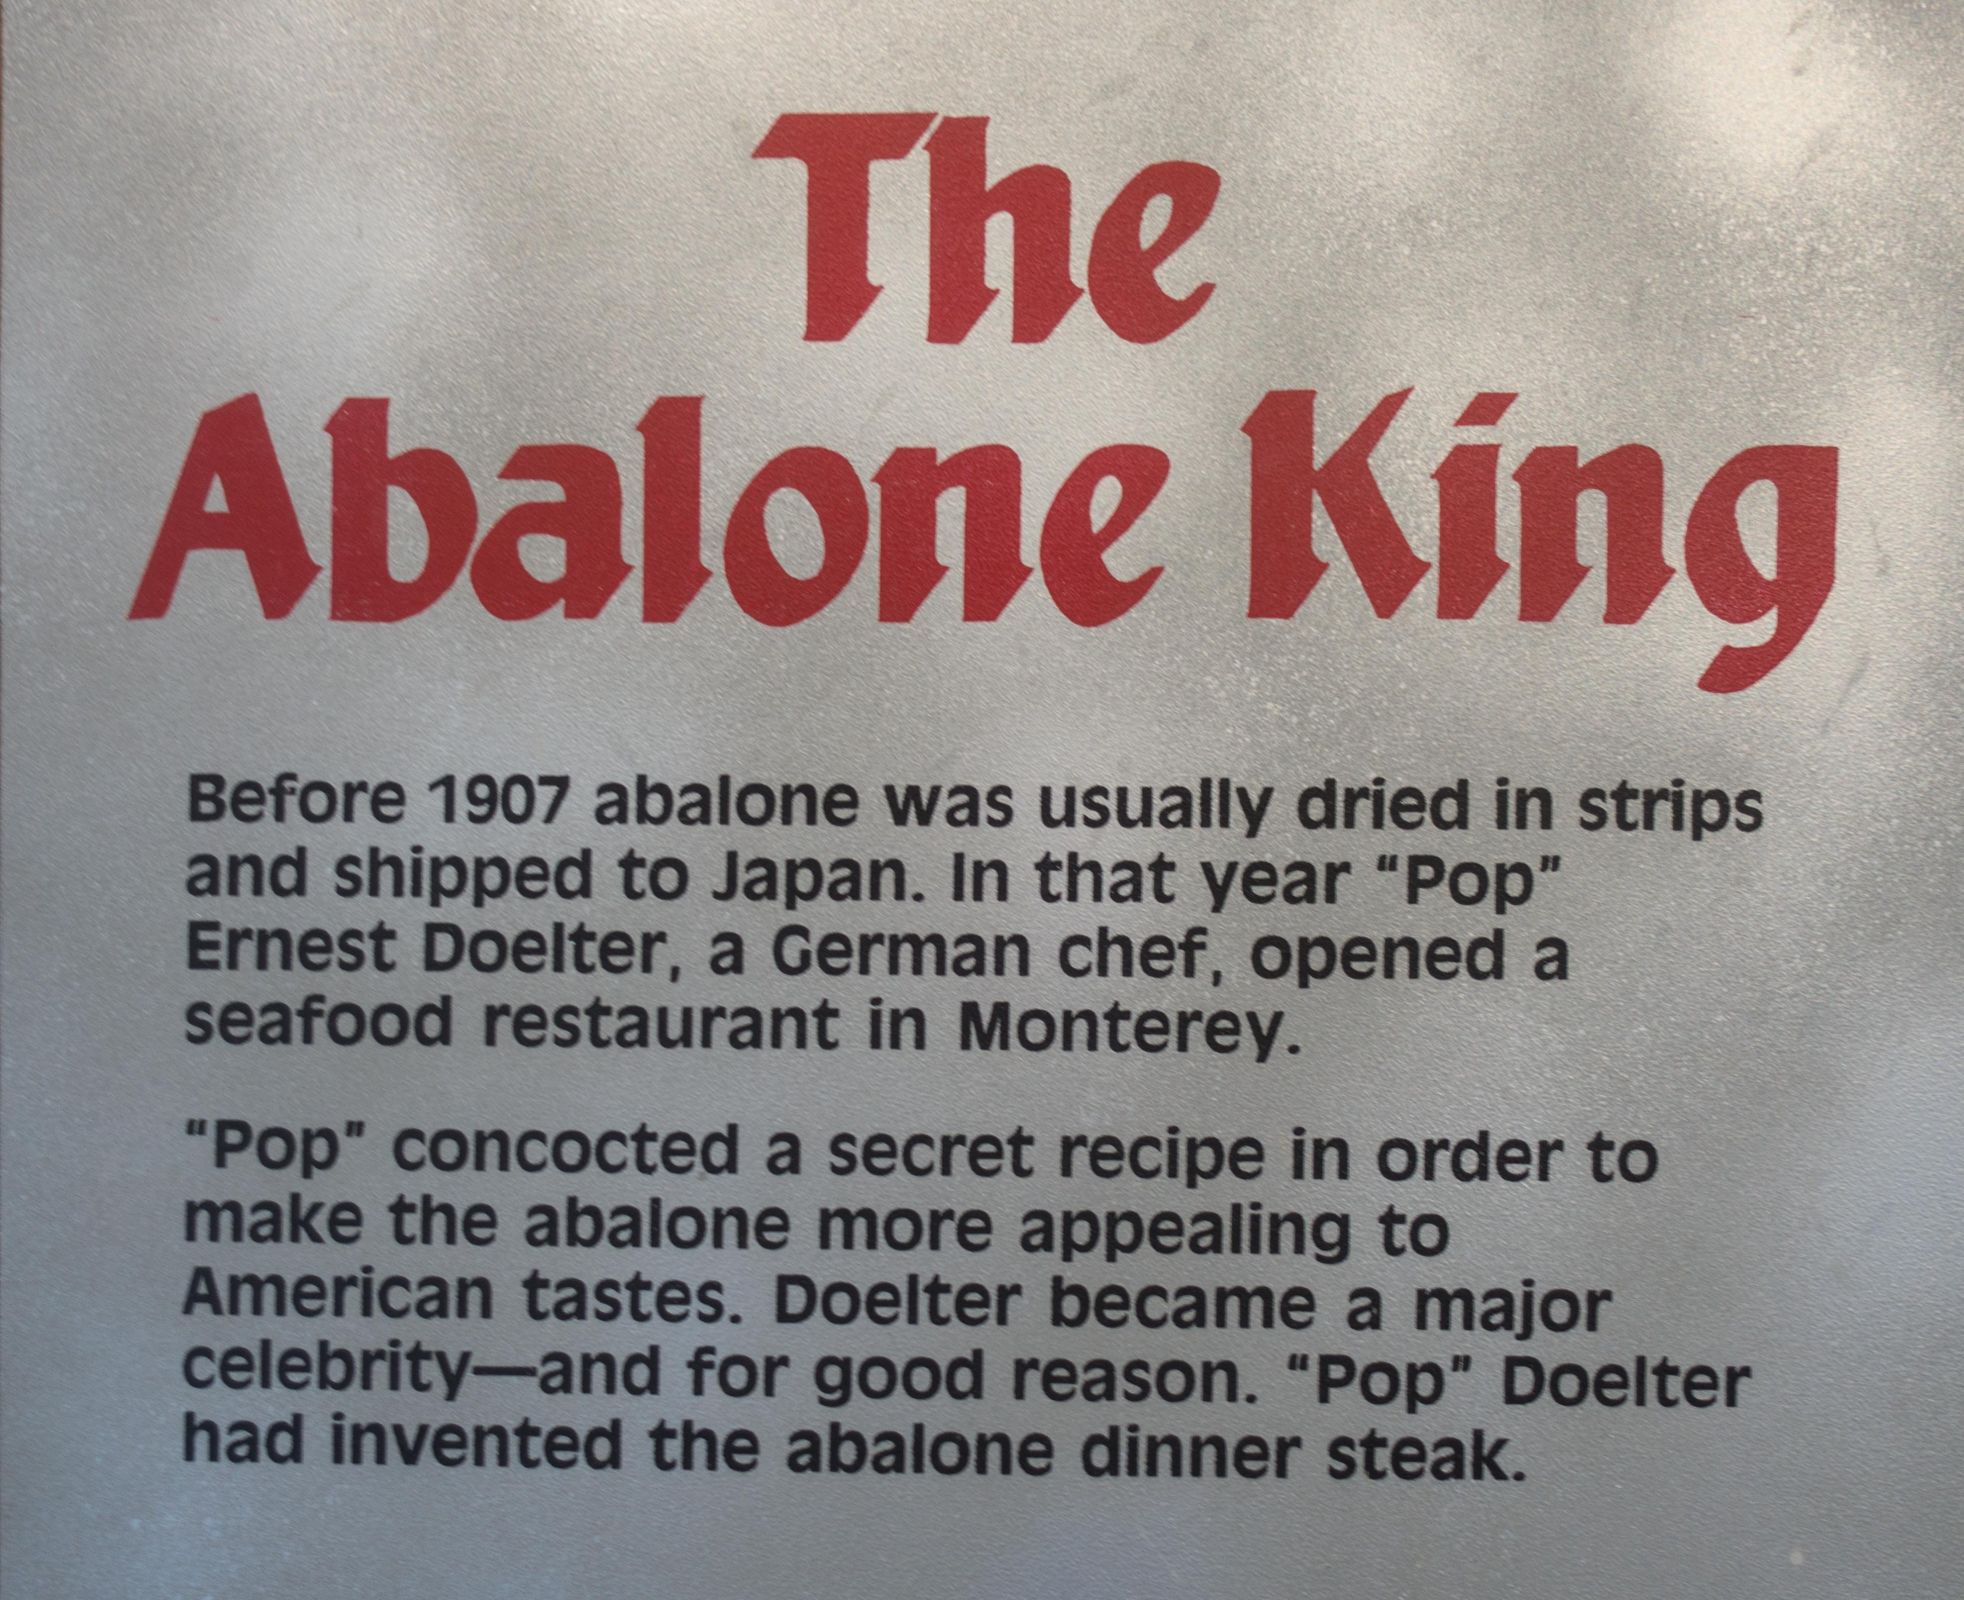 The
Abalone King
Before 1907 abalone was usually dried in strips
and shipped to Japan. In that year “Pop”
Ernest Doelter, a German chef, opened a
seafood restaurant in Monterey.
“Pop” concocted a secret recipe in order to
make the abalone more appealing to
American tastes. Doelter became a major
celebrity—and for good reason. “Pop” Doelter
had invented the abalone dinner steak.